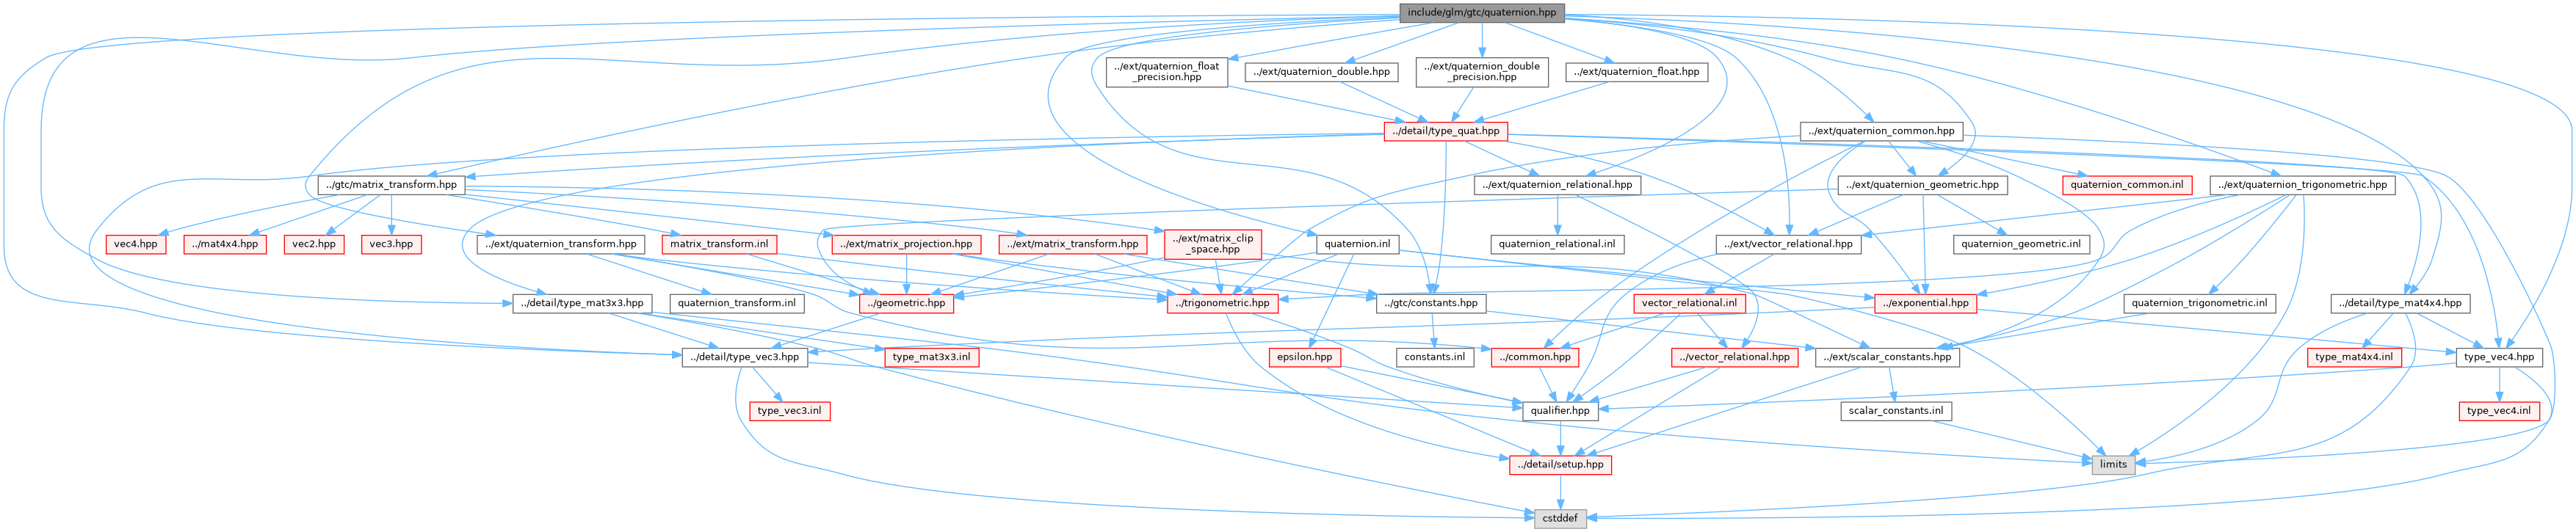 include/glm/gtc/quaternion.hpp
../ext/quaternion_float
_precision.hpp
../ext/quaternion_double.hpp
../ext/quaternion_double
_precision.hpp
../ext/quaternion_float.hpp
../detail/type_quat.hpp
../ext/quaternion_common.hpp
../gtc/matrix_transform.hpp
../ext/quaternion_relational.hpp
../ext/quaternion_geometric.hpp
quaternion_common.inl
../ext/quaternion_trigonometric.hpp
vec4.hpp
../mat4x4.hpp
vec2.hpp
vec3.hpp
../ext/quaternion_transform.hpp
matrix_transform.inl
../ext/matrix_projection.hpp
../ext/matrix_transform.hpp
../ext/matrix_clip
_space.hpp
quaternion.inl
quaternion_relational.inl
../ext/vector_relational.hpp
quaternion_geometric.inl
../detail/type_mat3x3.hpp
quaternion_transform.inl
../geometric.hpp
../trigonometric.hpp
../gtc/constants.hpp
vector_relational.inl
../exponential.hpp
quaternion_trigonometric.inl
../detail/type_mat4x4.hpp
../detail/type_vec3.hpp
type_mat3x3.inl
epsilon.hpp
constants.inl
../common.hpp
../vector_relational.hpp
../ext/scalar_constants.hpp
type_mat4x4.inl
type_vec4.hpp
type_vec3.inl
qualifier.hpp
scalar_constants.inl
type_vec4.inl
../detail/setup.hpp
limits
cstddef